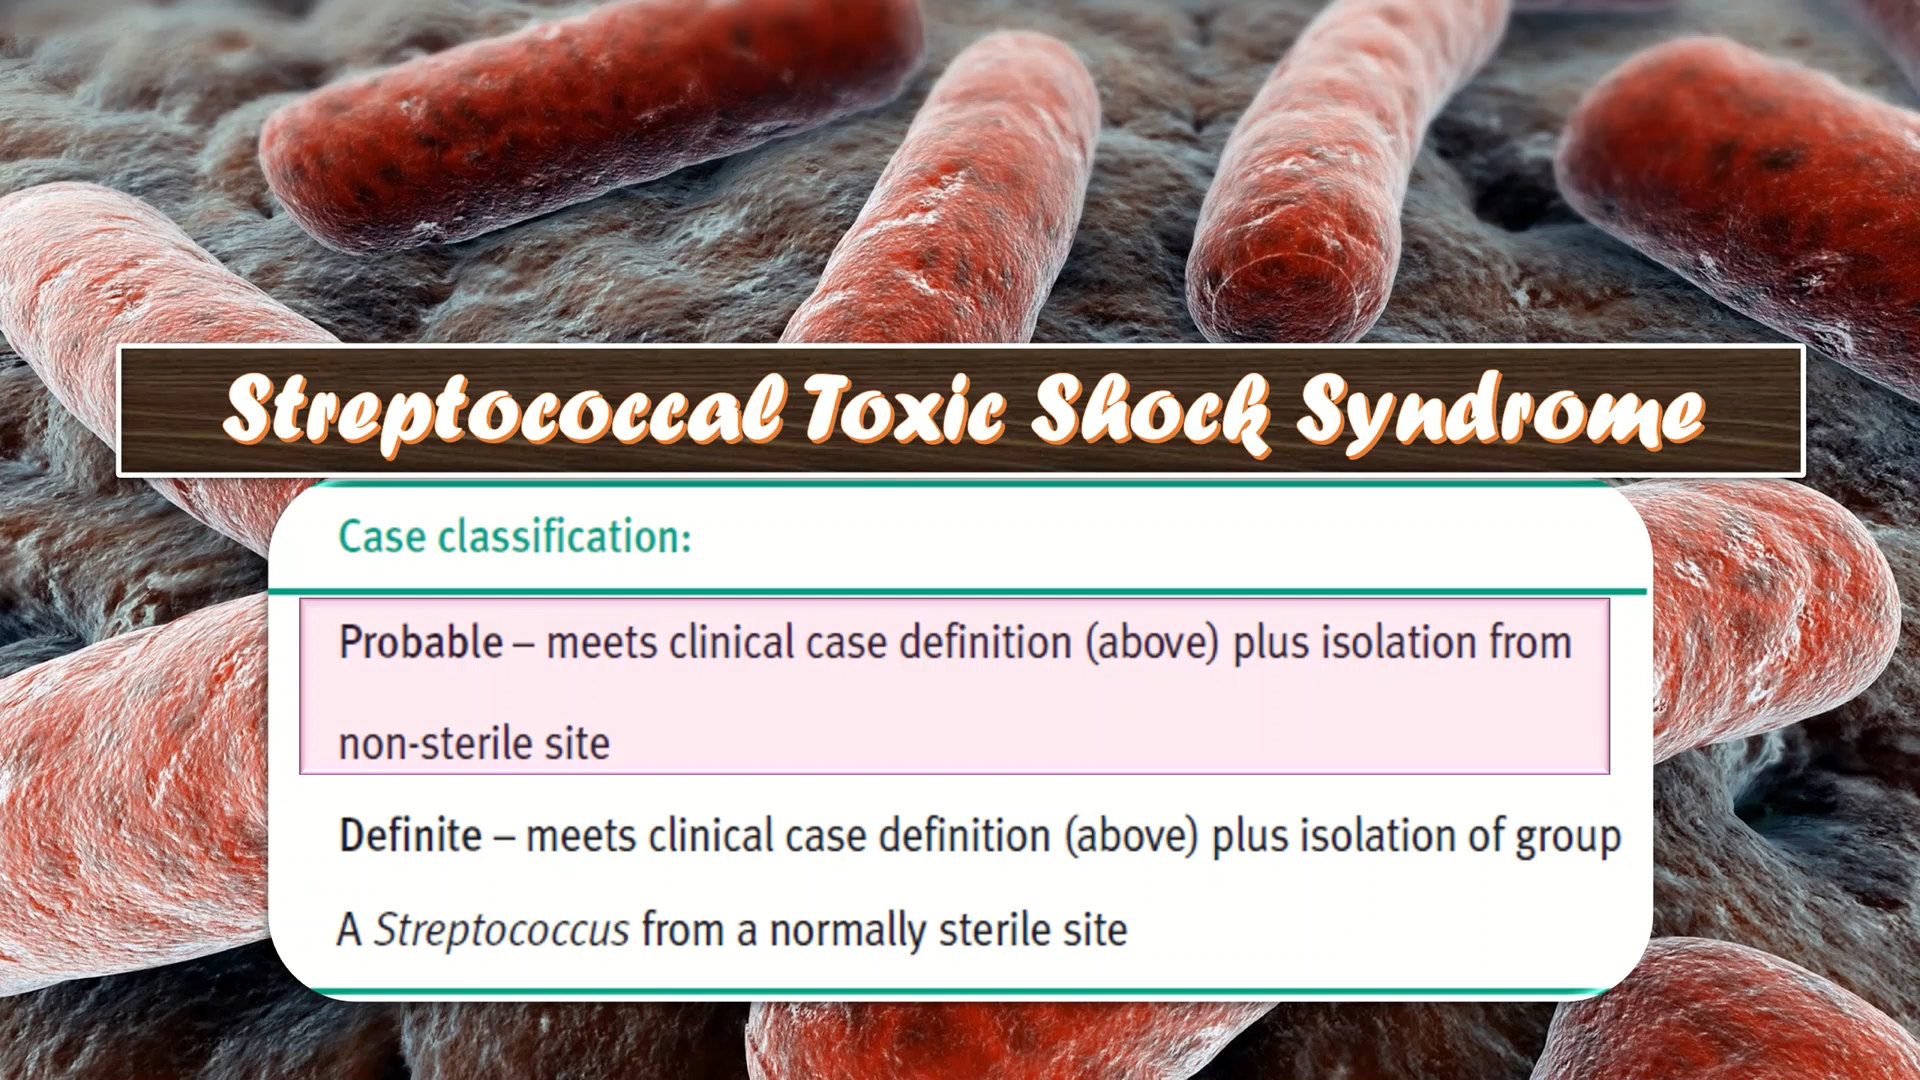 Streptococcal Toxic Shock Syndrome
Case classification:
Probable – meets clinical case definition (above) plus isolation from
non-sterile site
Definite – meets clinical case definition (above) plus isolation of group
A Streptococcus from a normally sterile site